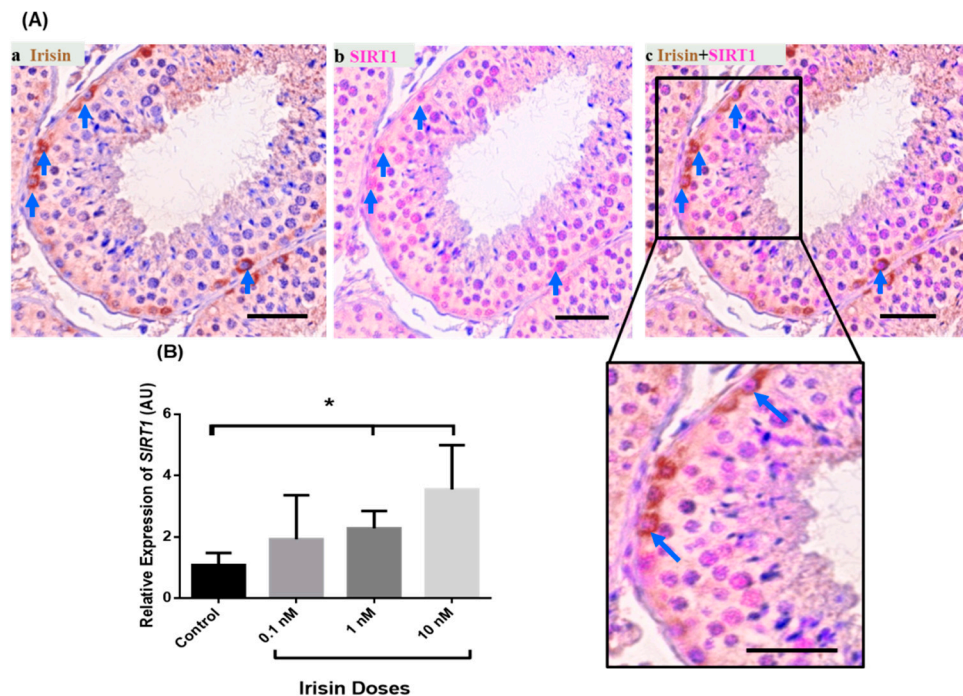 (A)
a Irisin
b SIRT1
c Irisin+SIRT1
(B)
*
Relative Expression of SIRT1 (AU)
6
4
2
0
Control
0.1 nM
1 nM
10 nM
Irisin Doses